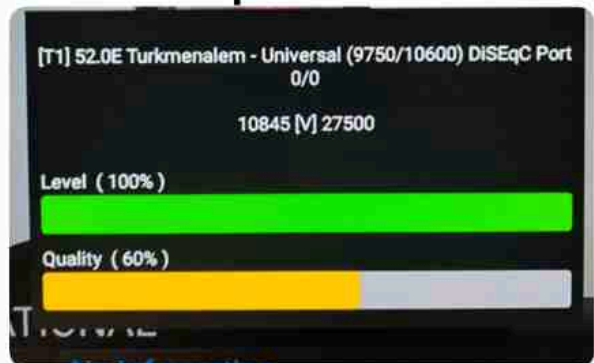 [T1] 52.0E Turkmenalem - Universal (9750/10600) DiSEqC Port
0/0
10845 [V] 27500
Level ( 100% )
Quality ( 60% )